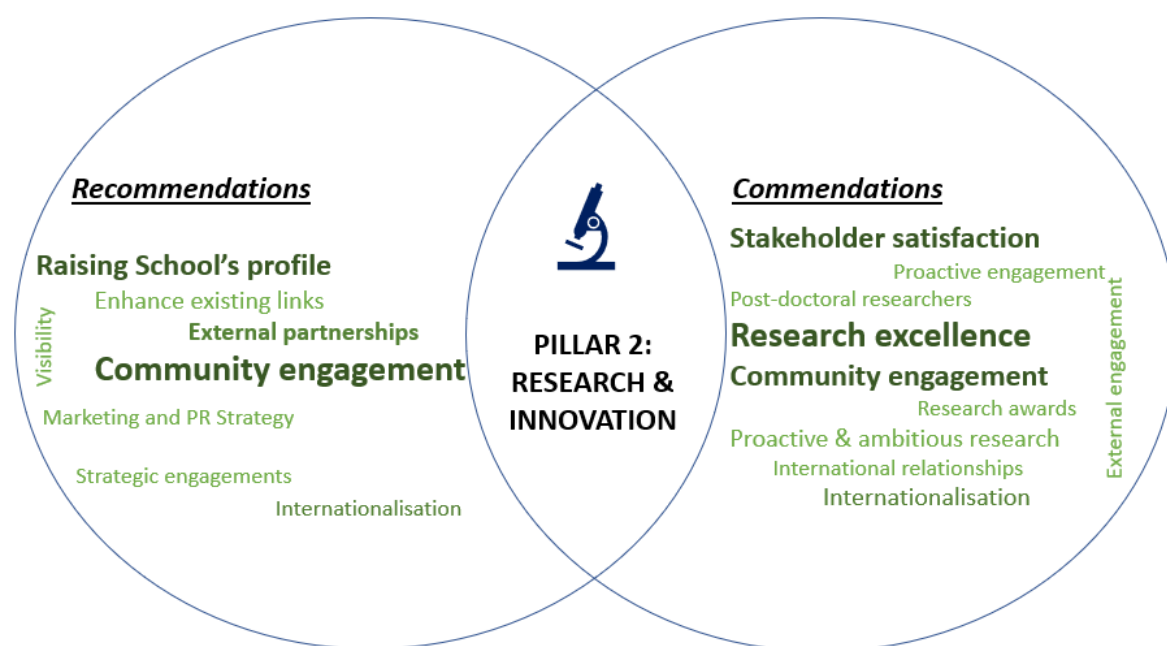 Recommendations
Raising School's profile
Enhance existing links
External partnerships
Visibility
Community engagement
Marketing and PR Strategy
Strategic engagements
Internationalisation
PILLAR 2:
RESEARCH &
INNOVATION
Commendations
Stakeholder satisfaction
Proactive engagement
Post-doctoral researchers
Research excellence
Community engagement
External engagement
Research awards
Proactive & ambitious research
International relationships
Internationalisation